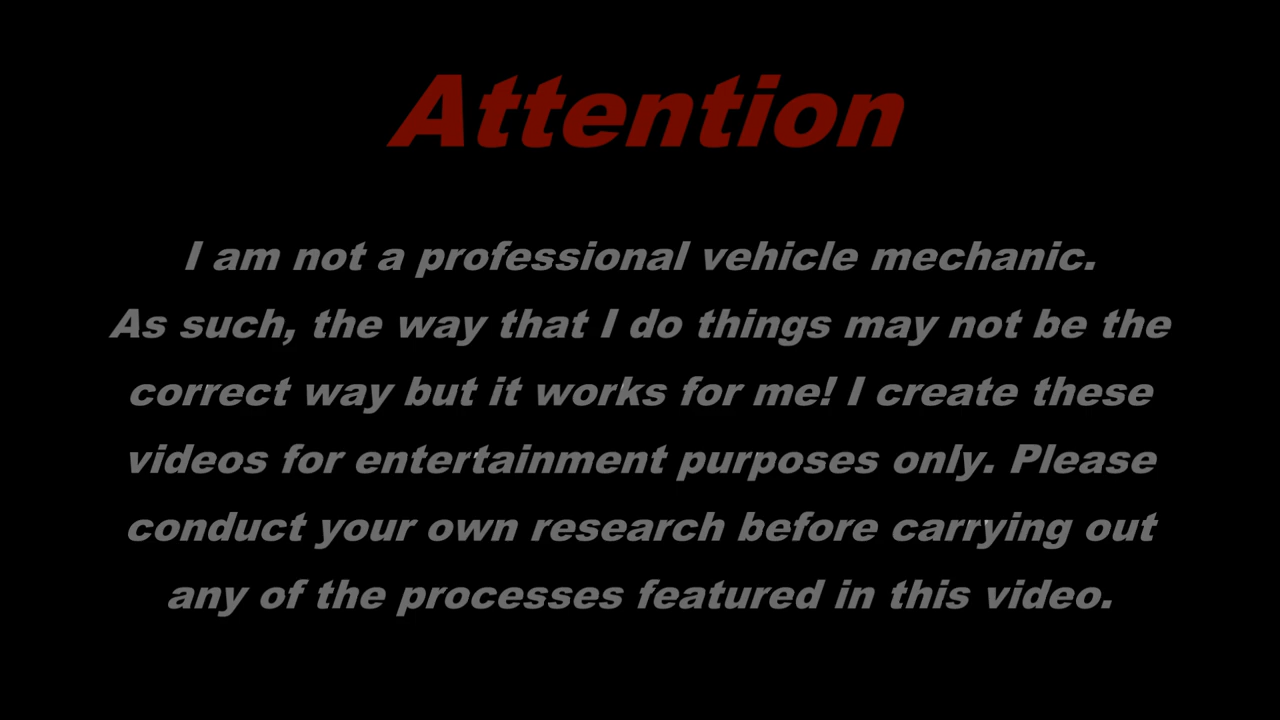 Attention
I am not a professional vehicle mechanic.
As such, the way that I do things may not be the
correct way but it works for me! I create these
videos for entertainment purposes only. Please
conduct your own research before carrying out
any of the processes featured in this video.